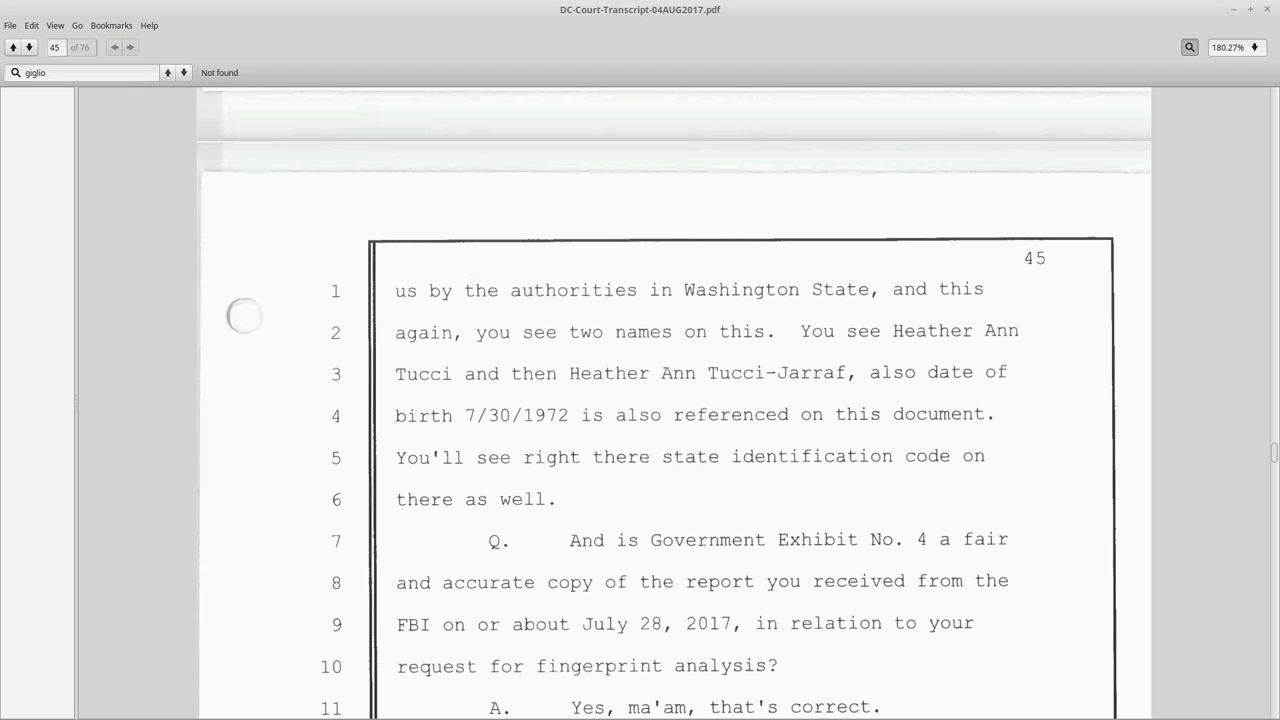 DC-Court-Transcript-04AUG2017.pdf
File Edit View Go Bookmarks Help
45 of 76 180.27%
giglio Not found
45
1 us by the authorities in Washington State, and this
2 again, you see two names on this. You see Heather Ann
3 Tucci and then Heather Ann Tucci-Jarraf, also date of
4 birth 7/30/1972 is also referenced on this document.
5 You'll see right there state identification code on
6 there as well.
7 Q. And is Government Exhibit No. 4 a fair
8 and accurate copy of the report you received from the
9 FBI on or about July 28, 2017, in relation to your
10 request for fingerprint analysis?
11 A. Yes, ma'am, that's correct.